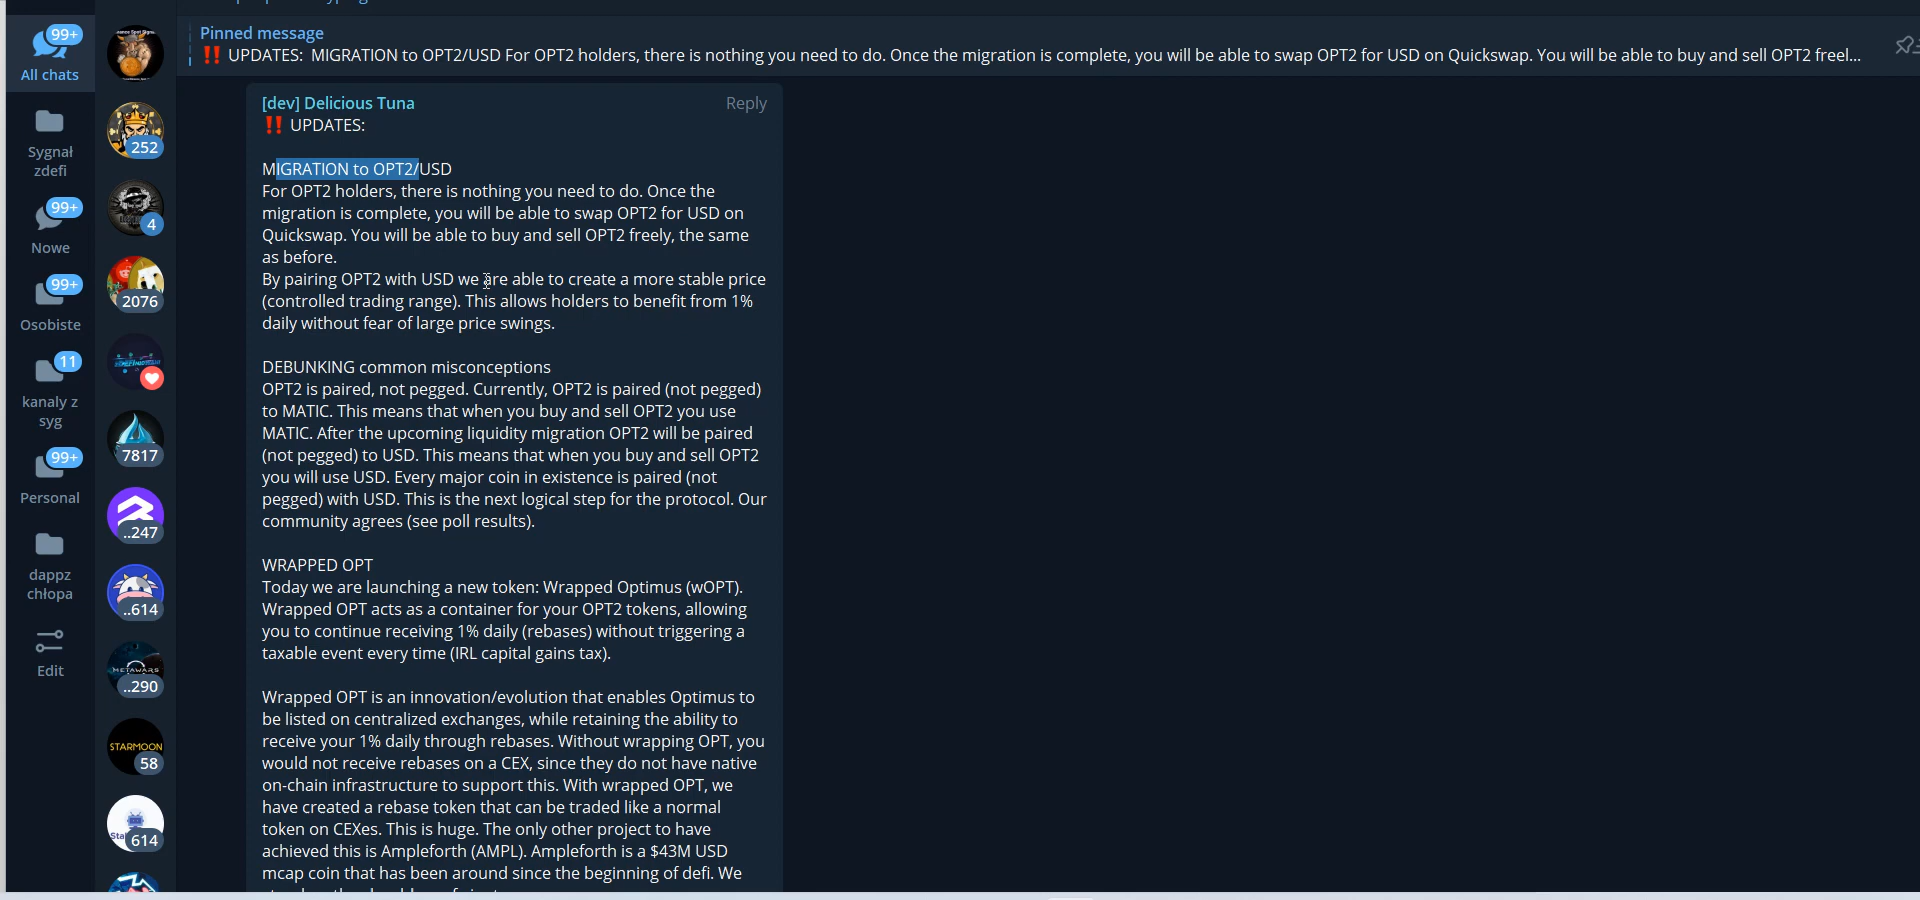 Pinned message
‼ UPDATES: MIGRATION to OPT2/USD For OPT2 holders, there is nothing you need to do. Once the migration is complete, you will be able to swap OPT2 for USD on Quickswap. You will be able to buy and sell OPT2 freel...
99+
All chats
Sygnał
zdefi
99+
Nowe
99+
Osobiste
11
kanaly z
syg
99+
Personal
dappz
chłopa
Edit
252
4
2076
7817
..247
..614
METAWARS
..290
STARMOON
58
614
[dev] Delicious Tuna
Reply
‼ UPDATES:
MIGRATION to OPT2/USD
For OPT2 holders, there is nothing you need to do. Once the
migration is complete, you will be able to swap OPT2 for USD on
Quickswap. You will be able to buy and sell OPT2 freely, the same
as before.
By pairing OPT2 with USD we are able to create a more stable price
(controlled trading range). This allows holders to benefit from 1%
daily without fear of large price swings.
DEBUNKING common misconceptions
OPT2 is paired, not pegged. Currently, OPT2 is paired (not pegged)
to MATIC. This means that when you buy and sell OPT2 you use
MATIC. After the upcoming liquidity migration OPT2 will be paired
(not pegged) to USD. This means that when you buy and sell OPT2
you will use USD. Every major coin in existence is paired (not
pegged) with USD. This is the next logical step for the protocol. Our
community agrees (see poll results).
WRAPPED OPT
Today we are launching a new token: Wrapped Optimus (wOPT).
Wrapped OPT acts as a container for your OPT2 tokens, allowing
you to continue receiving 1% daily (rebases) without triggering a
taxable event every time (IRL capital gains tax).
Wrapped OPT is an innovation/evolution that enables Optimus to
be listed on centralized exchanges, while retaining the ability to
receive your 1% daily through rebases. Without wrapping OPT, you
would not receive rebases on a CEX, since they do not have native
on-chain infrastructure to support this. With wrapped OPT, we
have created a rebase token that can be traded like a normal
token on CEXes. This is huge. The only other project to have
achieved this is Ampleforth (AMPL). Ampleforth is a $43M USD
mcap coin that has been around since the beginning of defi. We